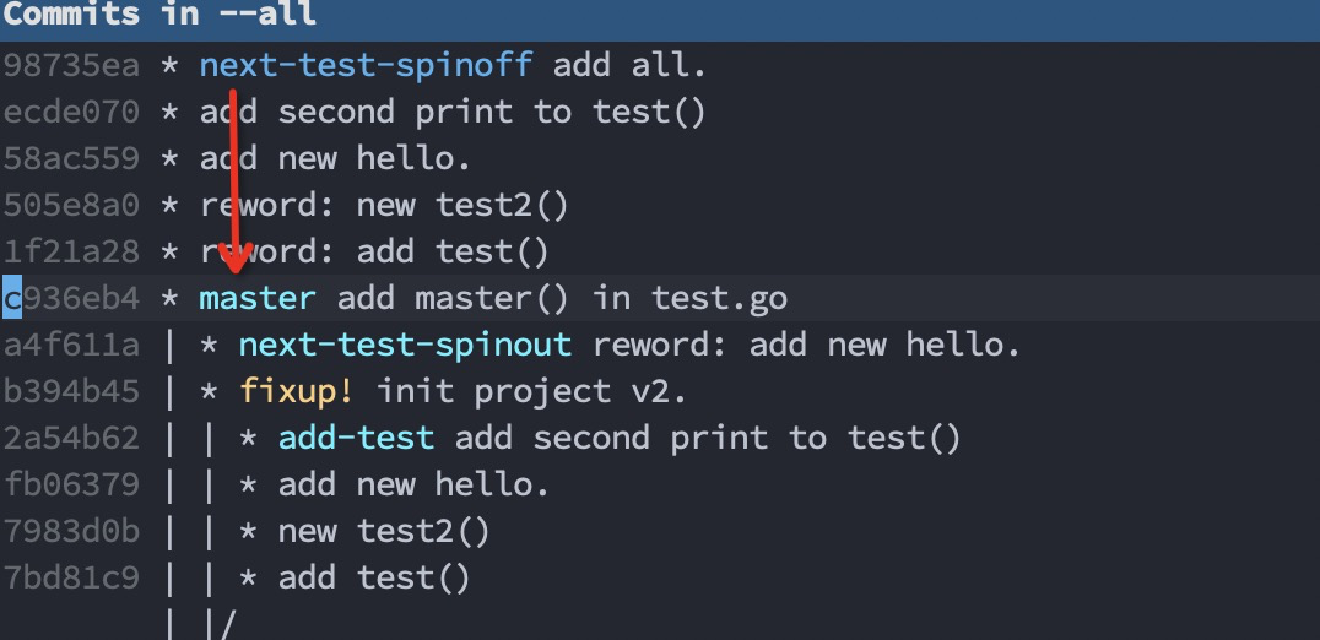 Commits in --all
98735ea * next-test-spinoff add all.
ecde070 * add second print to test()
58ac559 * add new hello.
505e8a0 * reword: new test2()
1f21a28 * reword: add test()
c936eb4 * master add master() in test.go
a4f611a | * next-test-spinout reword: add new hello.
b394b45 | * fixup! init project v2.
2a54b62 | | * add-test add second print to test()
fb06379 | | * add new hello.
7983d0b | | * new test2()
7bd81c9 | | * add test()
| |/